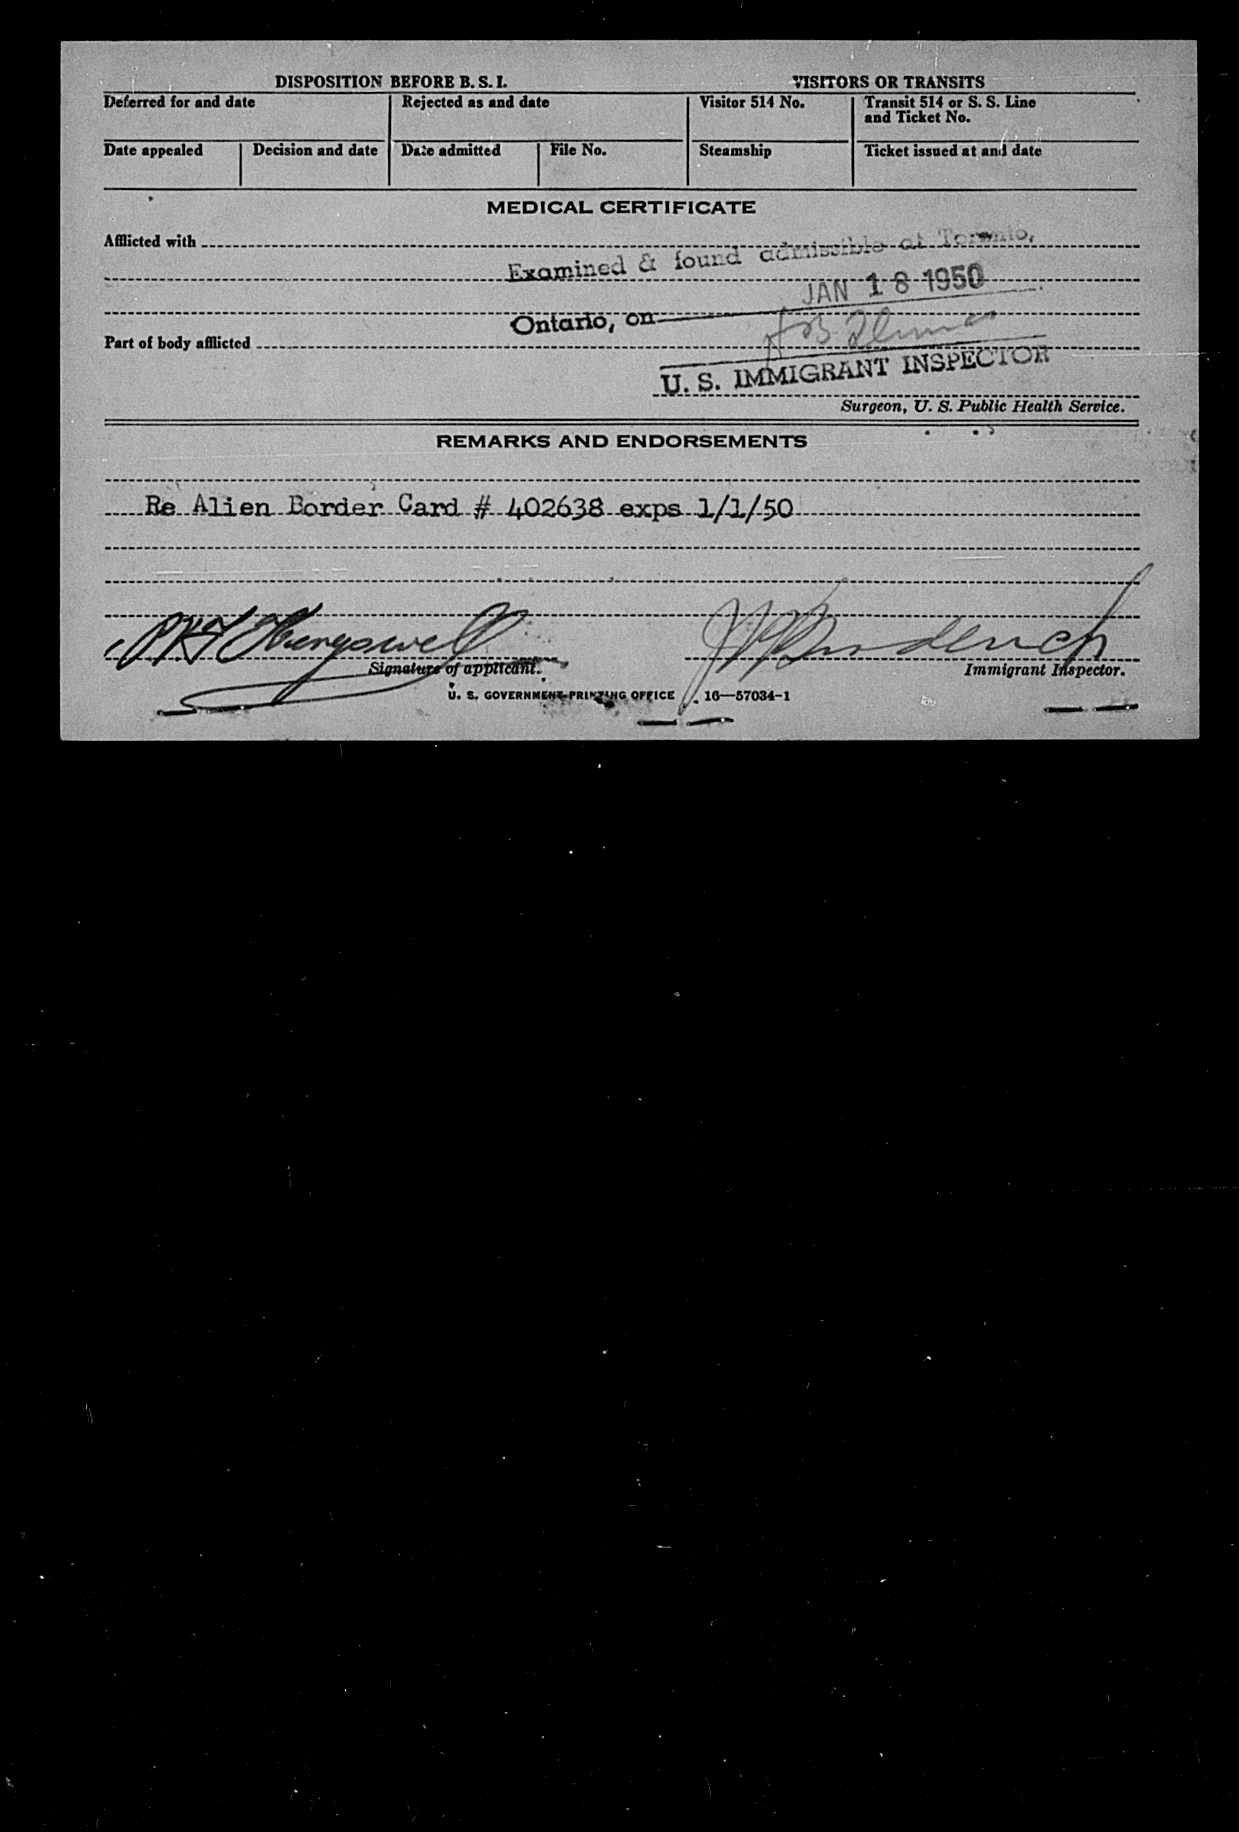 DISPOSITION BEFORE B. S. I. VISITORS OR TRANSITS
Deferred for and date Rejected as and date Visitor 514 No. Transit 514 or S. S. Line
and Ticket No.
Date appealed Decision and date Date admitted File No. Steamship Ticket issued at and date
MEDICAL CERTIFICATE
Afflicted with
Examined & found admissible at Toronto,
JAN 18 1950
Ontario, on
Part of body afflicted
U. S. IMMIGRANT INSPECTOR
Surgeon, U. S. Public Health Service.
REMARKS AND ENDORSEMENTS
Re Alien Border Card # 402638 exps 1/1/50
Signature of applicant. Immigrant Inspector.
U. S. GOVERNMENT PRINTING OFFICE 16—57034-1